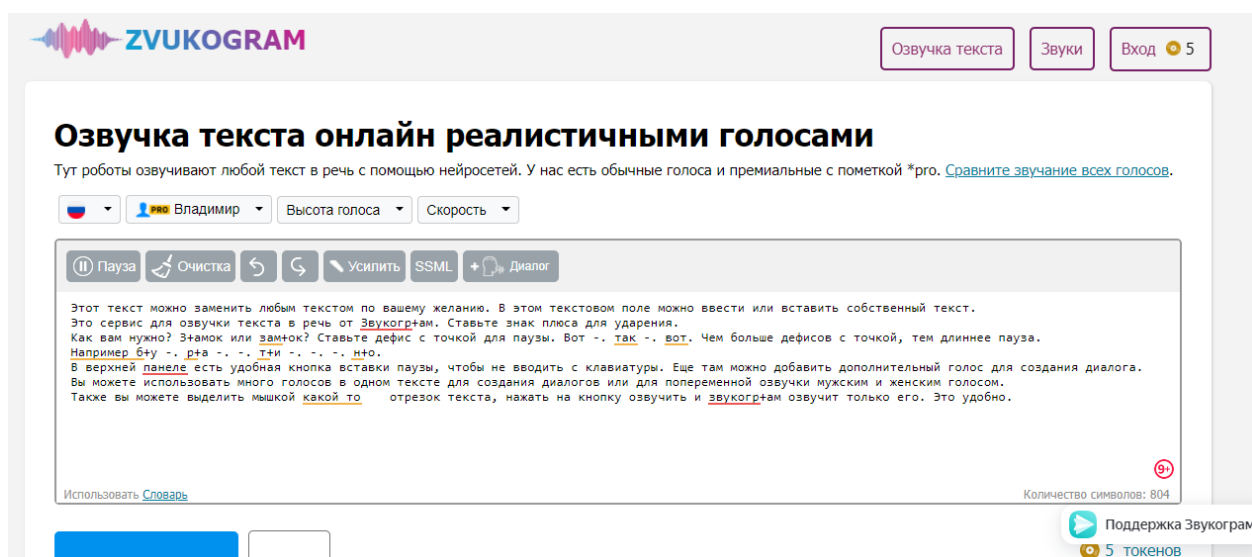 ZVUKOGRAM
Озвучка текста
Звуки
Вход 5
Озвучка текста онлайн реалистичными голосами
Тут роботы озвучивают любой текст в речь с помощью нейросетей. У нас есть обычные голоса и премиальные с пометкой *pro. Сравните звучание всех голосов.
PRO Владимир
Высота голоса
Скорость
Пауза
Очистка
Усилить
SSML
+ Диалог
Этот текст можно заменить любым текстом по вашему желанию. В этом текстовом поле можно ввести или вставить собственный текст.
Это сервис для озвучки текста в речь от Звукогр+ам. Ставьте знак плюса для ударения.
Как вам нужно? З+амок или зам+ок? Ставьте дефис с точкой для паузы. Вот -. так -. вот. Чем больше дефисов с точкой, тем длиннее пауза.
Например б+у -. р+а -. -. т+и -. -. -. н+о.
В верхней панеле есть удобная кнопка вставки паузы, чтобы не вводить с клавиатуры. Еще там можно добавить дополнительный голос для создания диалога.
Вы можете использовать много голосов в одном тексте для создания диалогов или для попеременной озвучки мужским и женским голосом.
Также вы можете выделить мышкой какой то отрезок текста, нажать на кнопку озвучить и звукогр+ам озвучит только его. Это удобно.
9+
Использовать Словарь
Количество символов: 804
Поддержка Звукограм
5 токенов